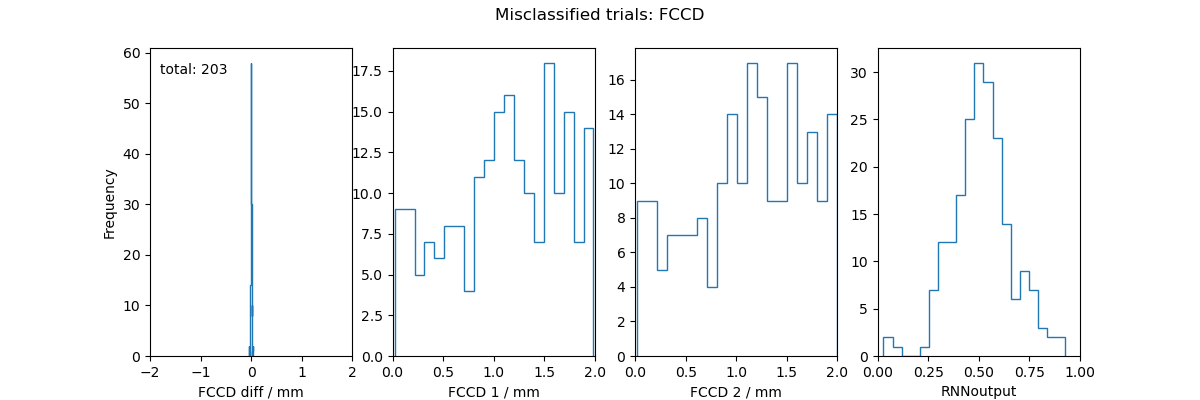 Misclassified trials: FCCD
total: 203
Frequency
60
50
40
30
20
10
0
−2 −1 0 1 2
FCCD diff / mm
17.5
15.0
12.5
10.0
7.5
5.0
2.5
0.0
0.0 0.5 1.0 1.5 2.0
FCCD 1 / mm
16
14
12
10
8
6
4
2
0
0.0 0.5 1.0 1.5 2.0
FCCD 2 / mm
30
25
20
15
10
5
0
0.00 0.25 0.50 0.75 1.00
RNNoutput